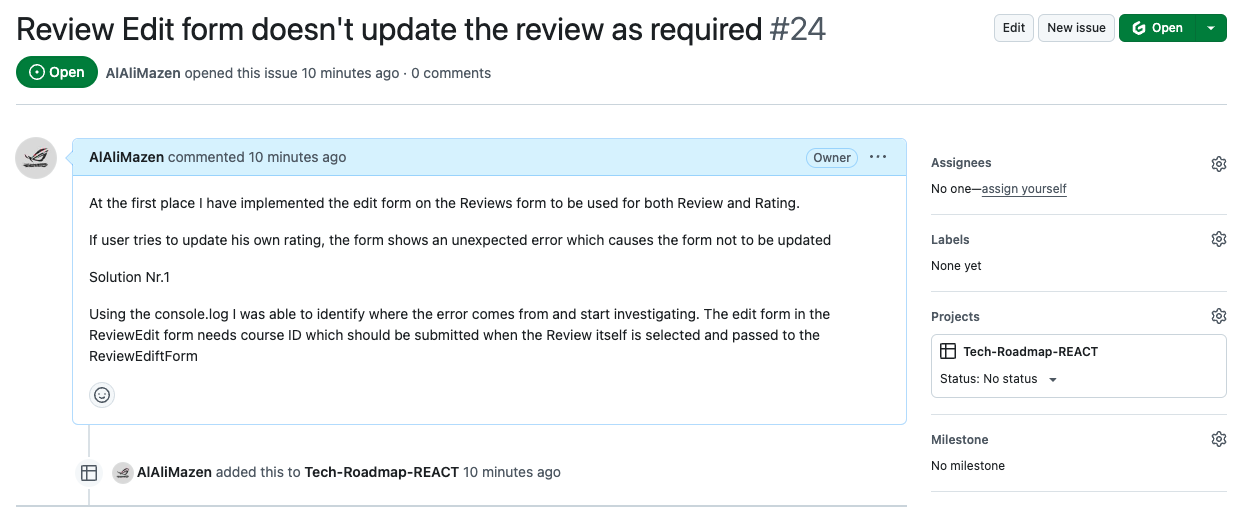 Review Edit form doesn't update the review as required #24
Edit
New issue
Open
Open
AlAliMazen opened this issue 10 minutes ago · 0 comments
AlAliMazen commented 10 minutes ago
Owner
At the first place I have implemented the edit form on the Reviews form to be used for both Review and Rating.
If user tries to update his own rating, the form shows an unexpected error which causes the form not to be updated
Solution Nr.1
Using the console.log I was able to identify where the error comes from and start investigating. The edit form in the
ReviewEdit form needs course ID which should be submitted when the Review itself is selected and passed to the
ReviewEdiftForm
AlAliMazen added this to Tech-Roadmap-REACT 10 minutes ago
Assignees
No one—assign yourself
Labels
None yet
Projects
Tech-Roadmap-REACT
Status: No status
Milestone
No milestone